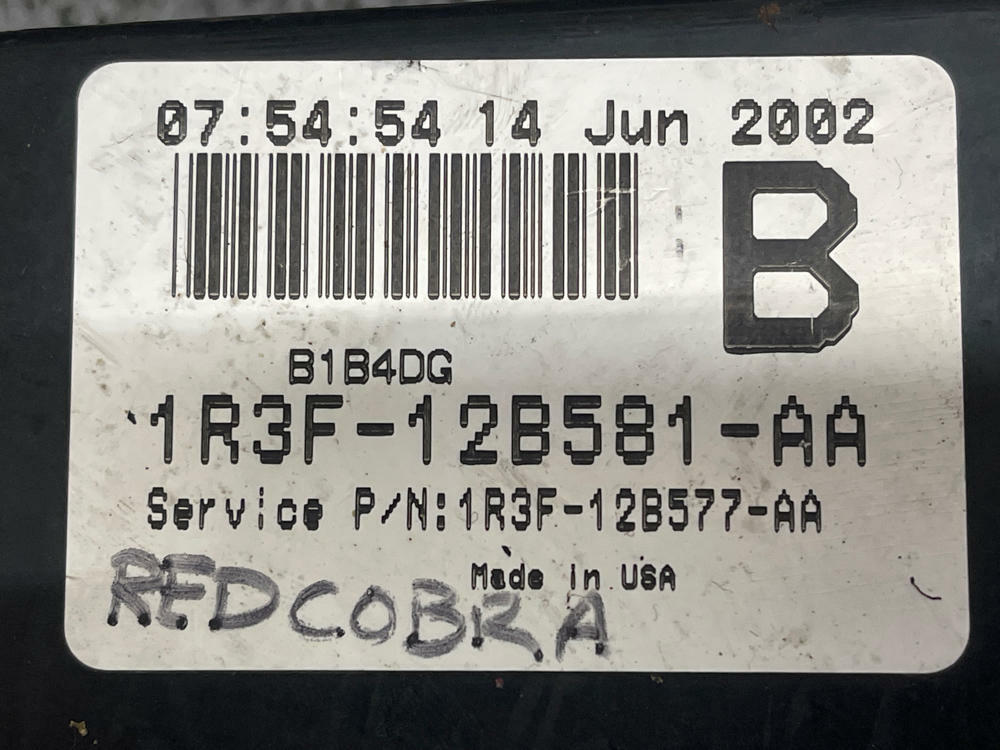 07:54:54 14 Jun 2002
B
B1B4DG
1R3F-12B581-AA
Service P/N:1R3F-12B577-AA
Made in USA
REDCOBRA